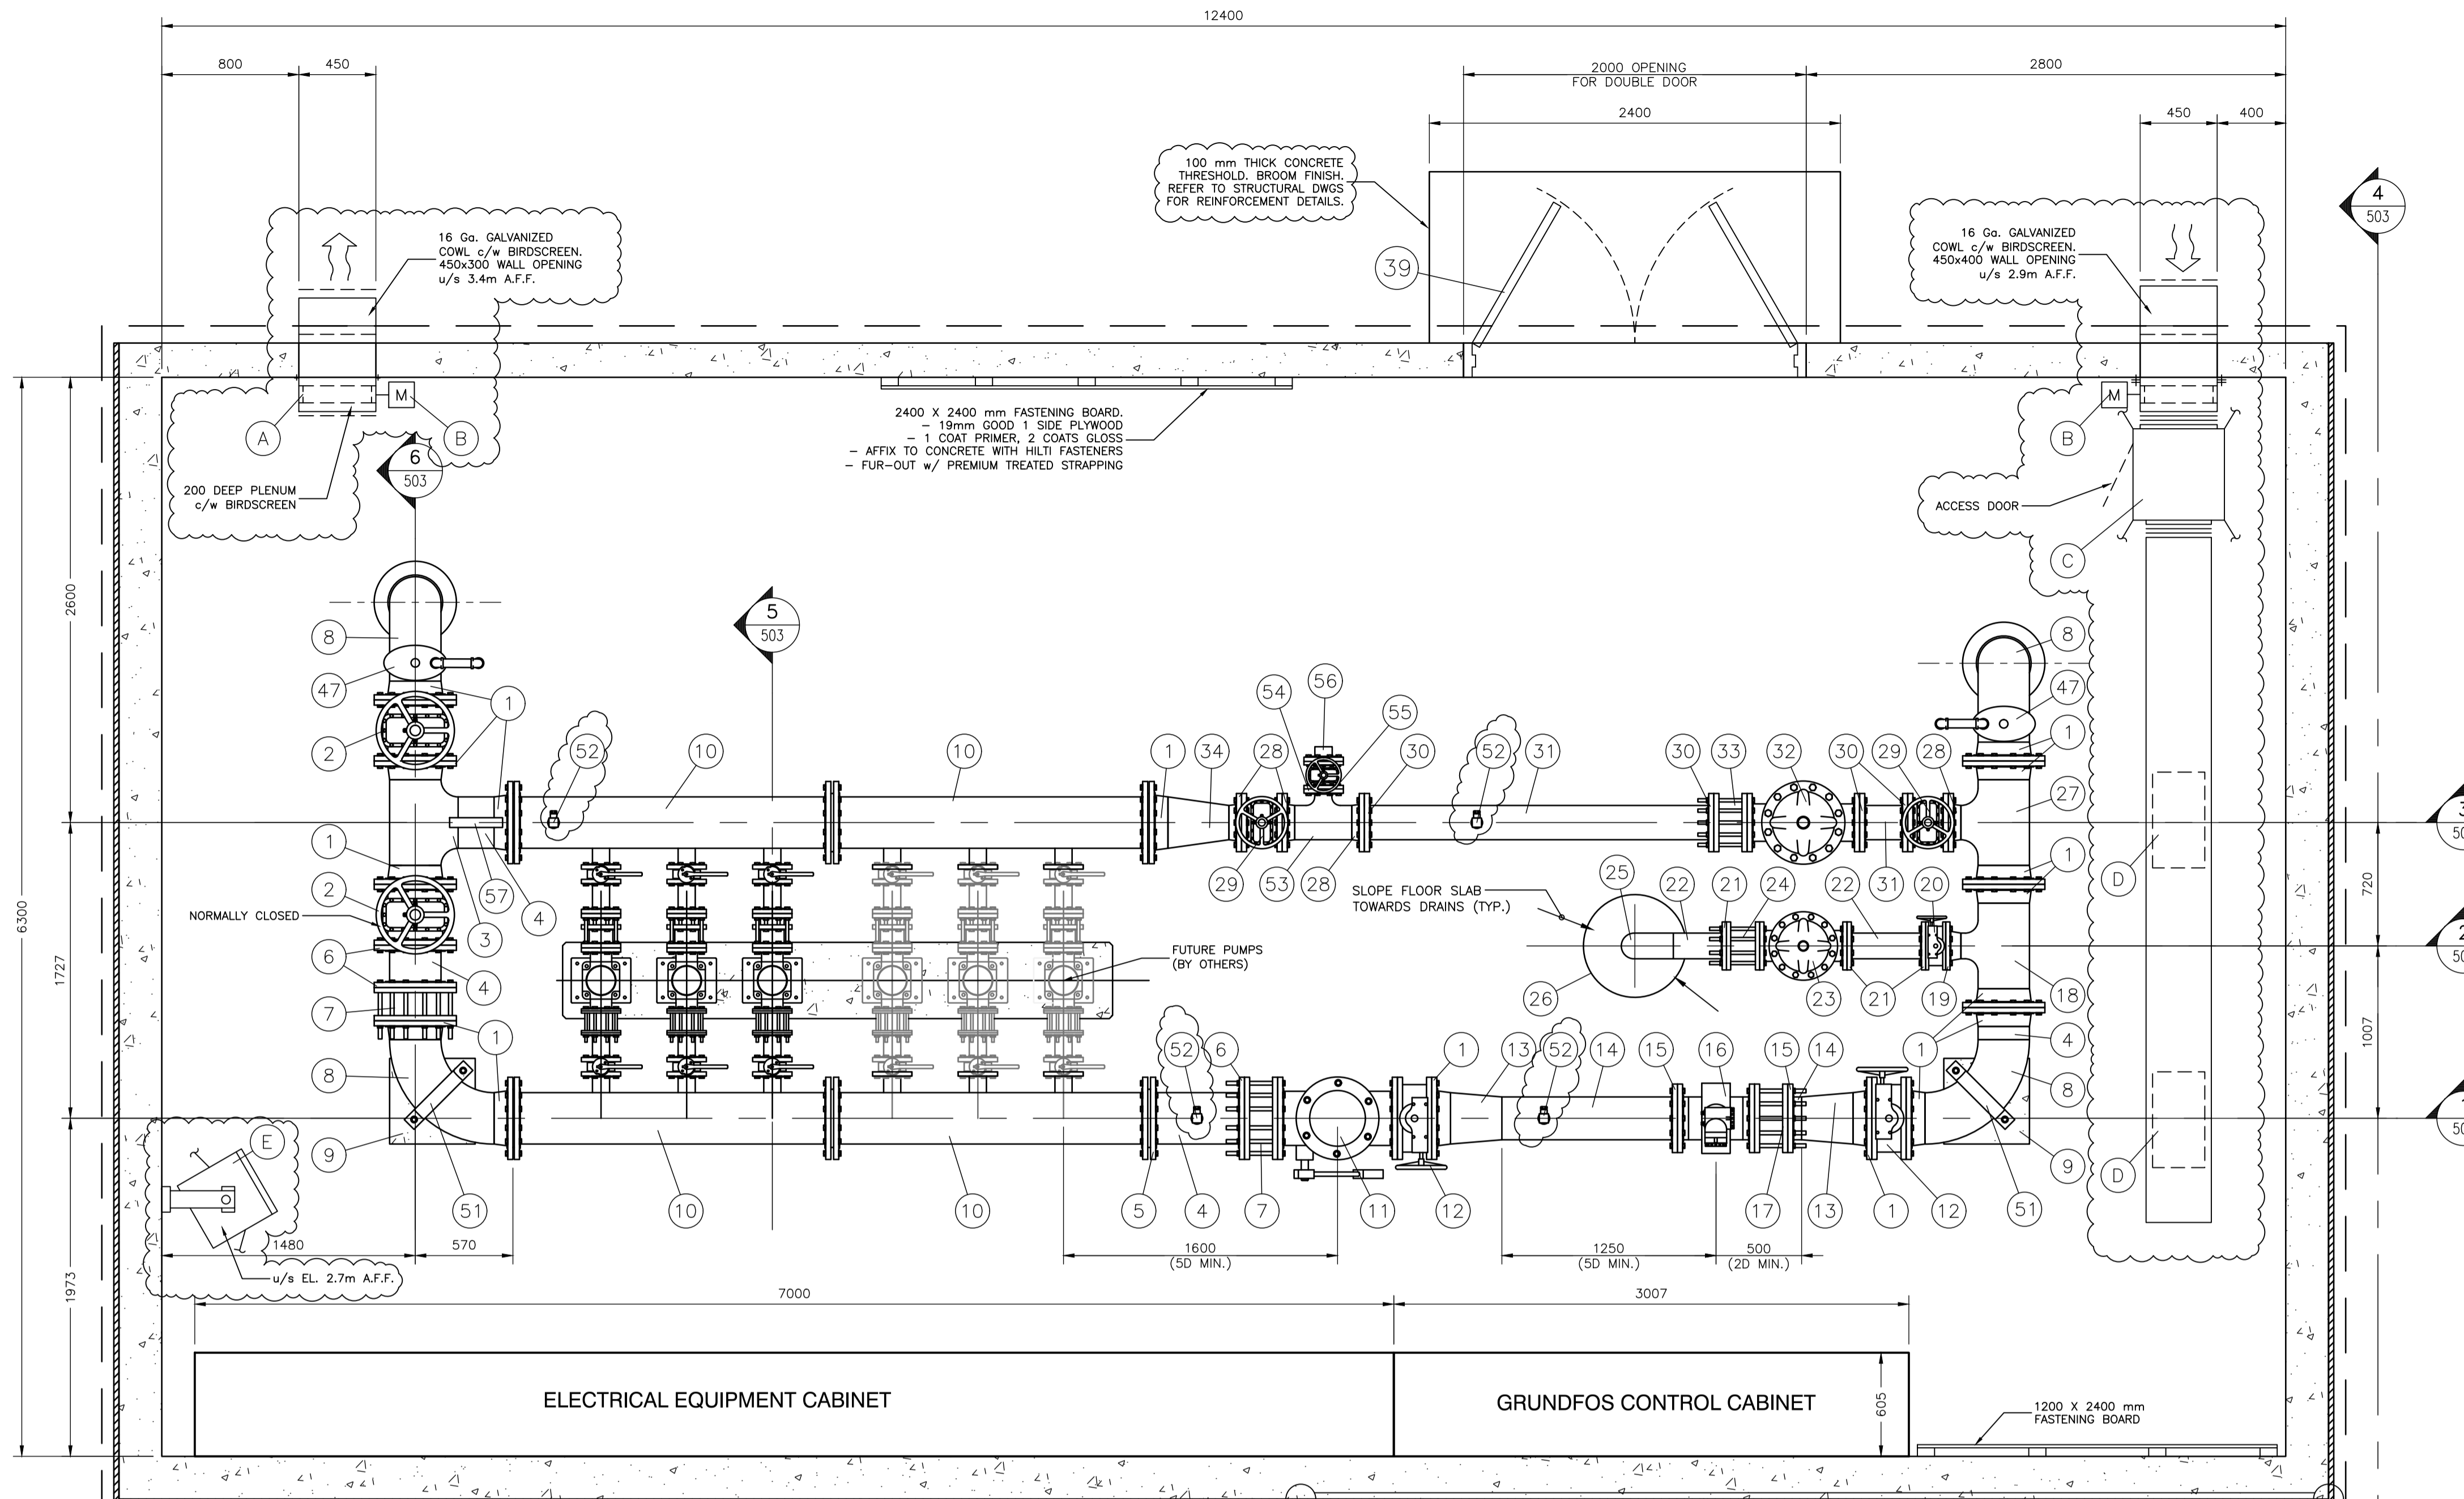 12400
800
450
2000 OPENING
FOR DOUBLE DOOR
2800
2400
450
400
100 mm THICK CONCRETE
THRESHOLD. BROOM FINISH.
REFER TO STRUCTURAL DWGS
FOR REINFORCEMENT DETAILS.
4
503
16 Ga. GALVANIZED
COWL c/w BIRDSCREEN.
450x300 WALL OPENING
u/s 3.4m A.F.F.
39
16 Ga. GALVANIZED
COWL c/w BIRDSCREEN.
450x400 WALL OPENING
u/s 2.9m A.F.F.
M
M
A
B
B
2400 X 2400 mm FASTENING BOARD.
– 19mm GOOD 1 SIDE PLYWOOD
– 1 COAT PRIMER, 2 COATS GLOSS
– AFFIX TO CONCRETE WITH HILTI FASTENERS
– FUR–OUT w/ PREMIUM TREATED STRAPPING
6
503
200 DEEP PLENUM
c/w BIRDSCREEN
ACCESS DOOR
C
2600
5
503
8
8
47
1
54
56
55
47
2
52
10
10
1
34
28
30
52
31
30
33
32
30
29
28
1
27
1
57
4
29
53
28
1
2
3
NORMALLY CLOSED
SLOPE FLOOR SLAB
TOWARDS DRAINS (TYP.)
25
22
21
24
22
20
D
720
6300
1727
6
4
FUTURE PUMPS
(BY OTHERS)
7
1
26
23
21
19
18
8
52
6
1
13
52
14
15
16
15
14
1
4
8
1007
9
E
51
10
10
5
4
7
11
12
17
13
1
12
51
9
D
1480
570
1600
(5D MIN.)
1250
(5D MIN.)
500
(2D MIN.)
u/s EL. 2.7m A.F.F.
1973
7000
3007
ELECTRICAL EQUIPMENT CABINET
GRUNDFOS CONTROL CABINET
605
1200 X 2400 mm
FASTENING BOARD